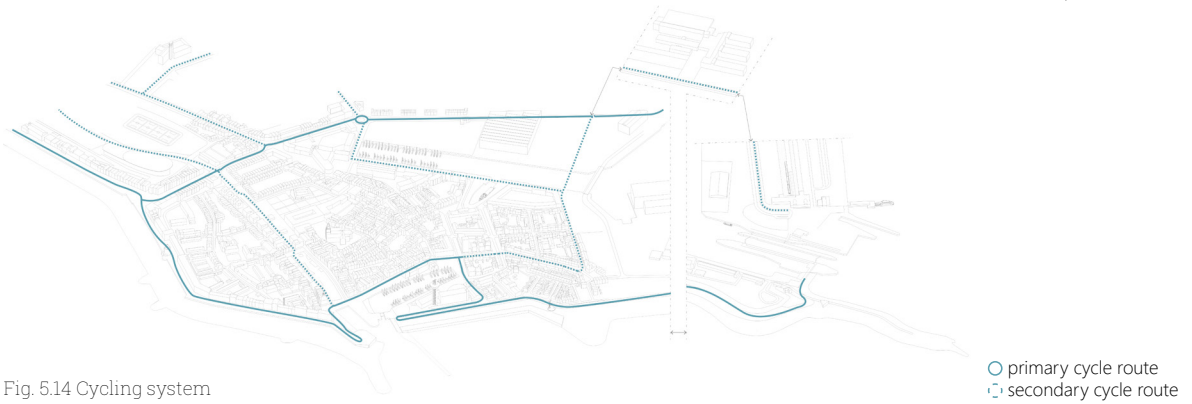 Fig. 5.14 Cycling system
primary cycle route
secondary cycle route